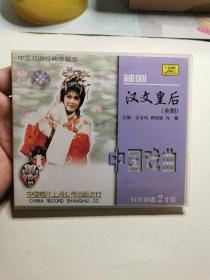 中国戏曲经典珍藏版
越剧
汉文皇后
(全剧)
中国戏曲
中国唱片上海公司出版发行
CHINA RECORD SHANGHAI CO.
VCD影碟2片装